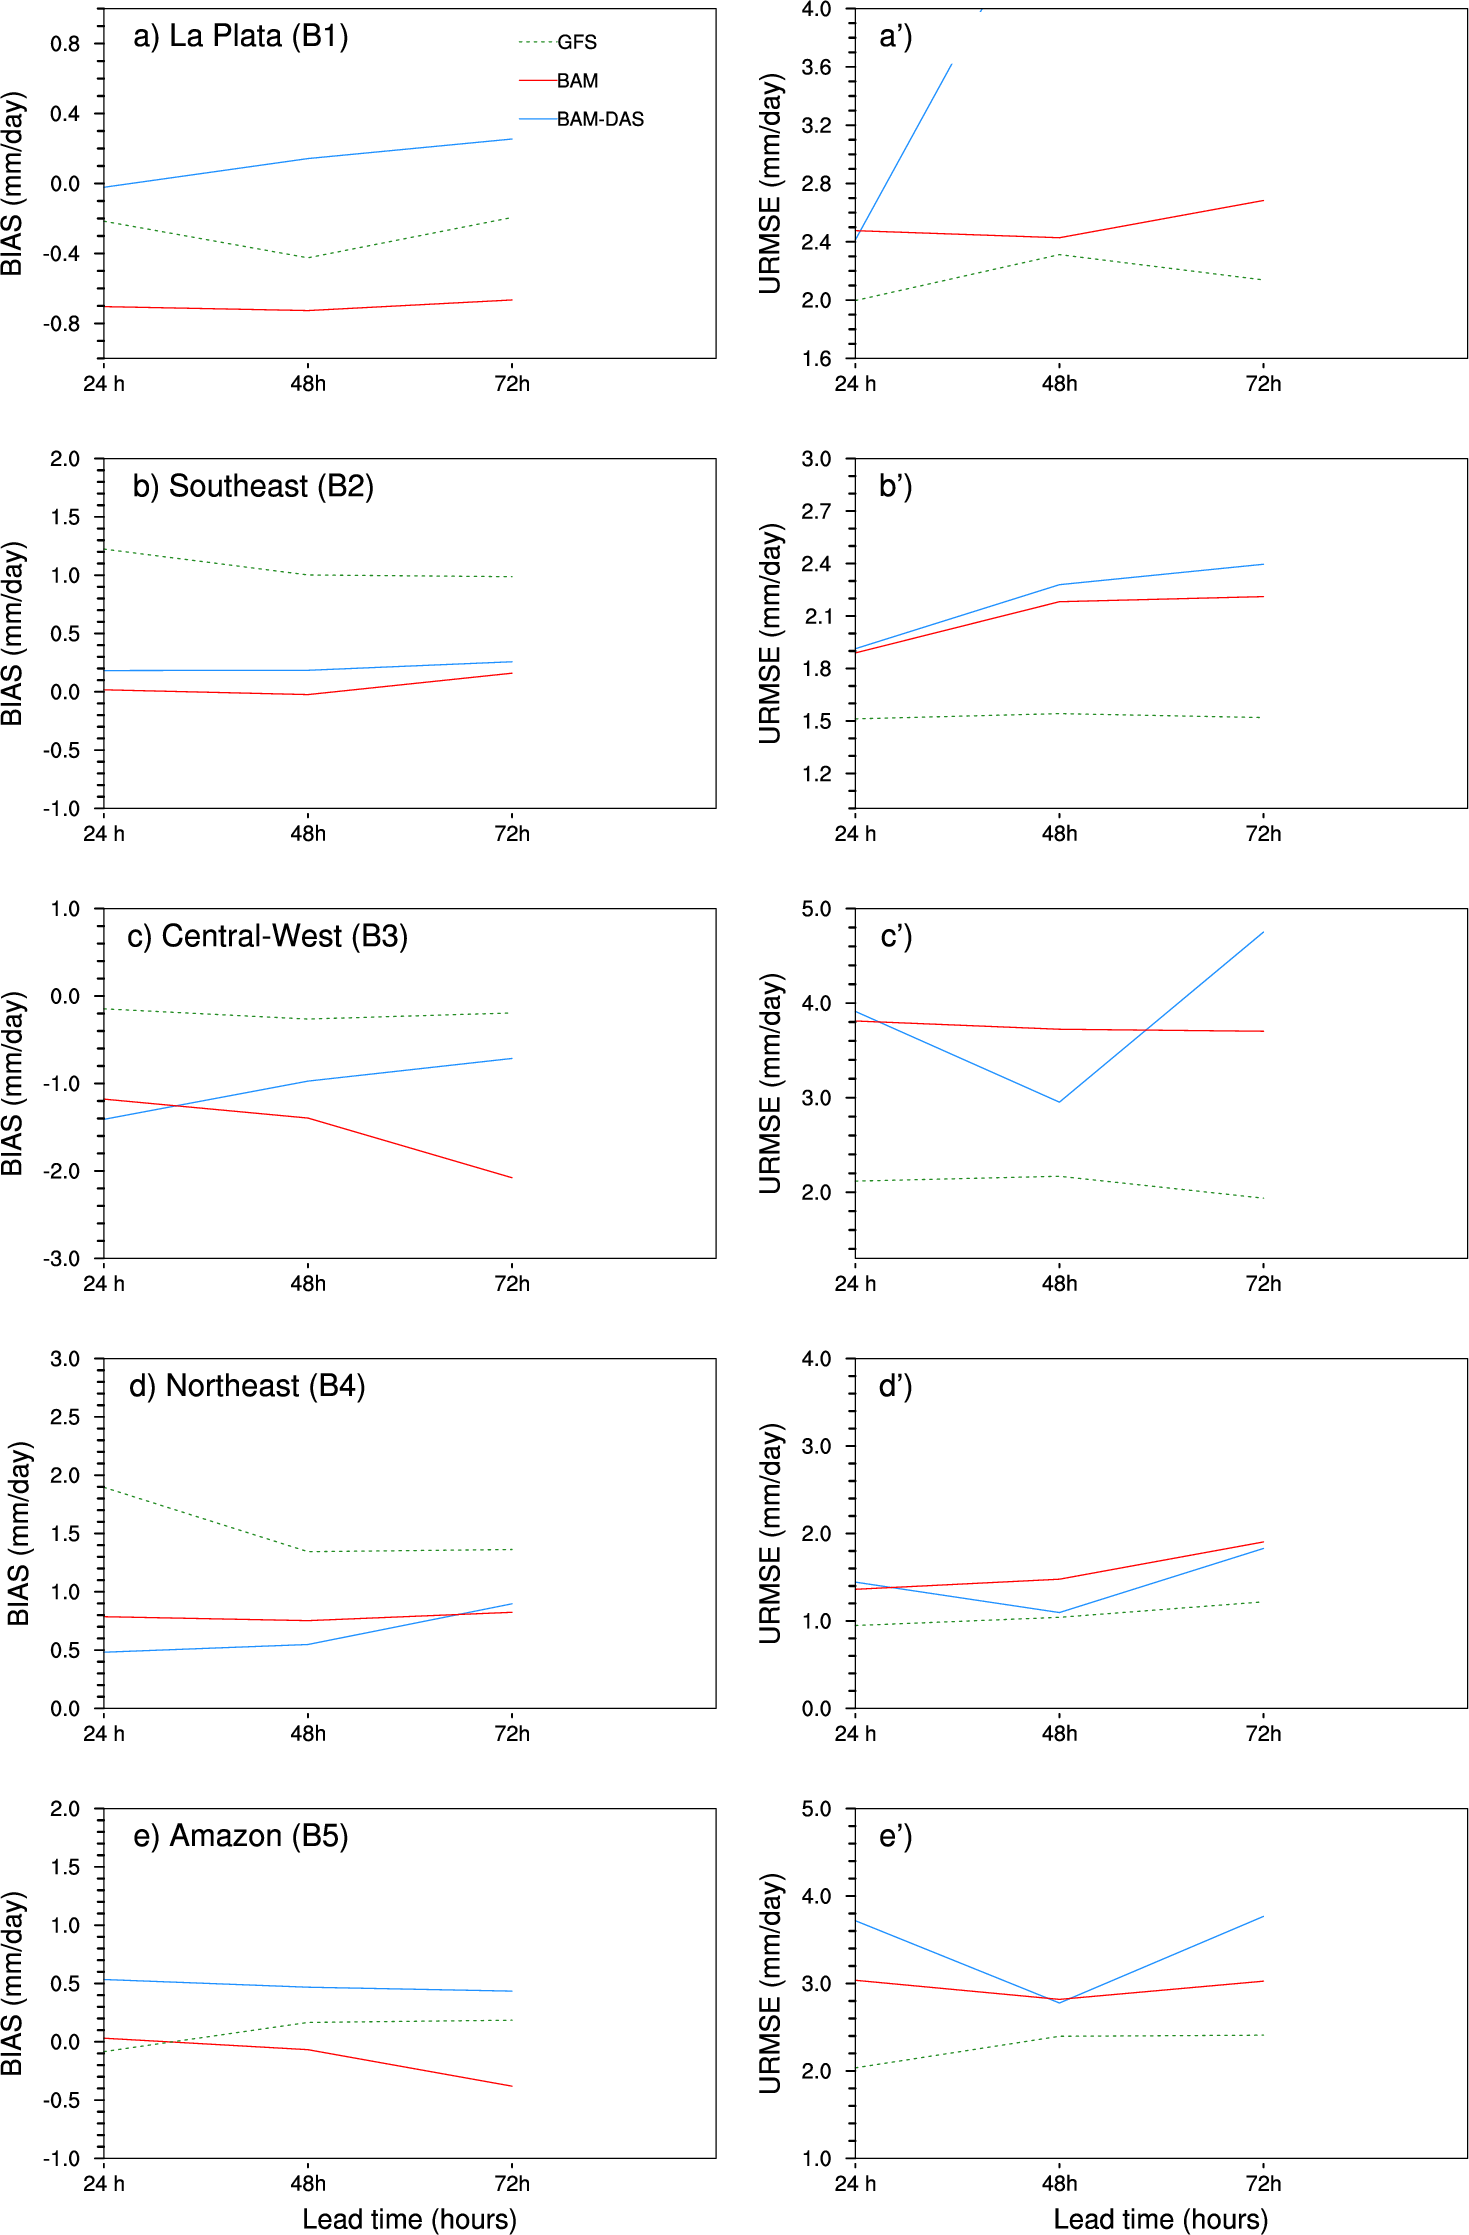 a) La Plata (B1)
GFS
BAM
BAM-DAS
BIAS (mm/day)
0.8
0.4
0.0
-0.4
-0.8
24 h
48h
72h
a’)
URMSE (mm/day)
4.0
3.6
3.2
2.8
2.4
2.0
1.6
24 h
48h
72h
b) Southeast (B2)
BIAS (mm/day)
2.0
1.5
1.0
0.5
0.0
-0.5
-1.0
24 h
48h
72h
b’)
URMSE (mm/day)
3.0
2.7
2.4
2.1
1.8
1.5
1.2
24 h
48h
72h
c) Central-West (B3)
BIAS (mm/day)
1.0
0.0
-1.0
-2.0
-3.0
24 h
48h
72h
c’)
URMSE (mm/day)
5.0
4.0
3.0
2.0
24 h
48h
72h
d) Northeast (B4)
BIAS (mm/day)
3.0
2.5
2.0
1.5
1.0
0.5
0.0
24 h
48h
72h
d’)
URMSE (mm/day)
4.0
3.0
2.0
1.0
0.0
24 h
48h
72h
e) Amazon (B5)
BIAS (mm/day)
2.0
1.5
1.0
0.5
0.0
-0.5
-1.0
24 h
48h
72h
Lead time (hours)
e’)
URMSE (mm/day)
5.0
4.0
3.0
2.0
1.0
24 h
48h
72h
Lead time (hours)